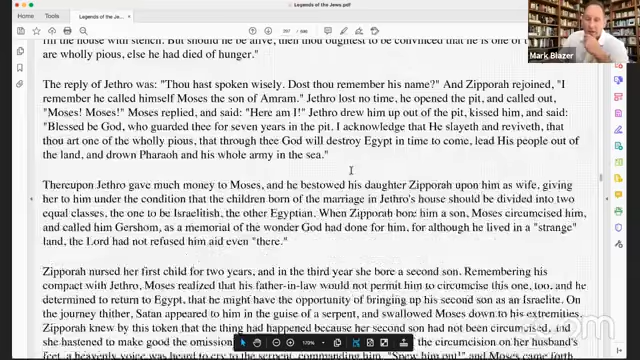 Legends of the Jews.pdf
Home Tools Legends of the Je...
Mark Blazer
the house with stench. But should he be alive, then thou oughtest to be convinced that he is one of
are wholly pious, else he had died of hunger."
The reply of Jethro was: "Thou hast spoken wisely. Dost thou remember his name?" And Zipporah rejoined, "I
remember he called himself Moses the son of Amram." Jethro lost no time, he opened the pit, and called out,
"Moses! Moses!" Moses replied, and said: "Here am I!" Jethro drew him up out of the pit, kissed him, and said:
"Blessed be God, who guarded thee for seven years in the pit. I acknowledge that He slayeth and reviveth, that
thou art one of the wholly pious, that through thee God will destroy Egypt in time to come, lead His people out of
the land, and drown Pharaoh and his whole army in the sea."
Thereupon Jethro gave much money to Moses, and he bestowed his daughter Zipporah upon him as wife, giving
her to him under the condition that the children born of the marriage in Jethro's house should be divided into two
equal classes, the one to be Israelitish, the other Egyptian. When Zipporah bore him a son, Moses circumcised him,
and called him Gershom, as a memorial of the wonder God had done for him, for although he lived in a "strange"
land, the Lord had not refused him aid even "there."
Zipporah nursed her first child for two years, and in the third year she bore a second son. Remembering his
compact with Jethro, Moses realized that his father-in-law would not permit him to circumcise this one, too, and he
determined to return to Egypt, that he might have the opportunity of bringing up his second son as an Israelite. On
the journey thither, Satan appeared to him in the guise of a serpent, and swallowed Moses down to his extremities
Zipporah knew by this token that the thing had happened because her second son had not been circumcised, and
she hastened to make good the omission
the circumcision on her husband's
feet, a heavenly voice was heard to cry to the serpent, commanding him, "Spew him out!" and Moses came forth
170%